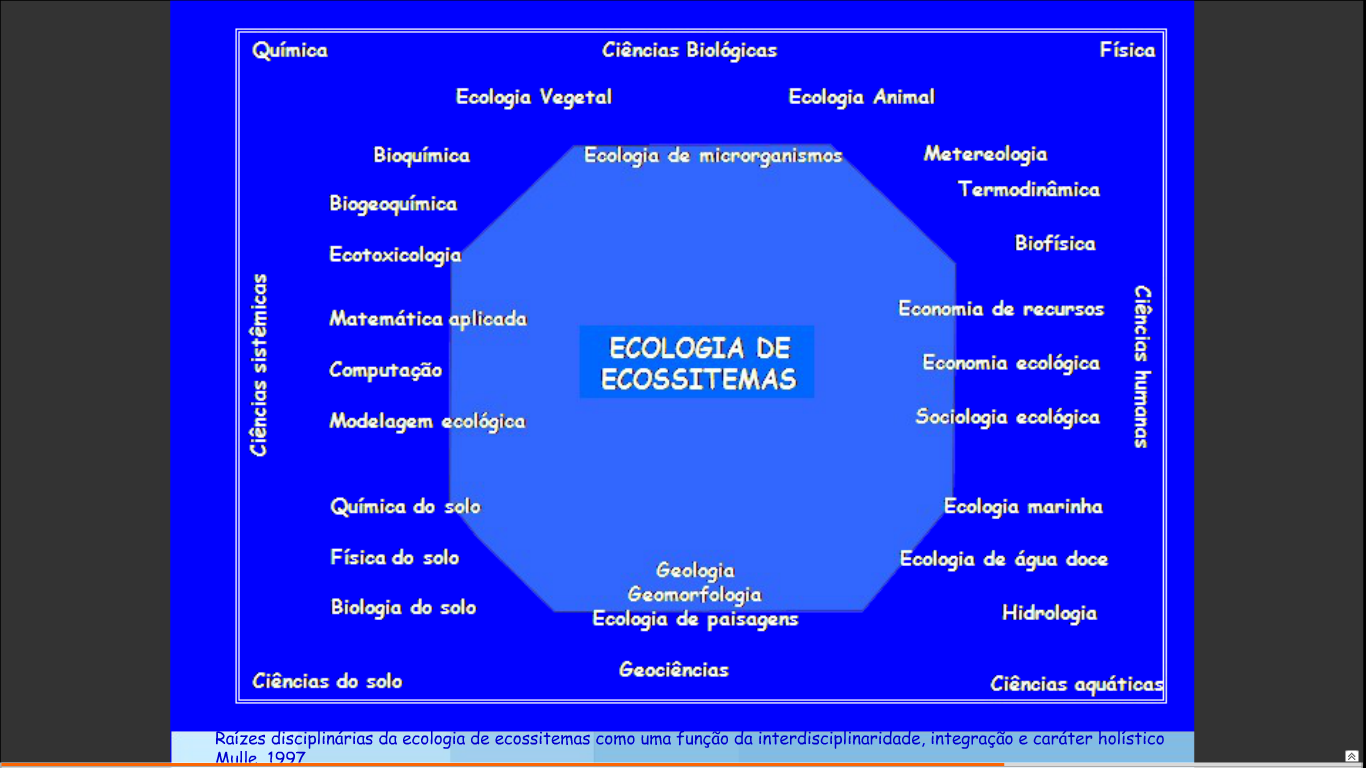 Química
Ciências Biológicas
Física
Ecologia Vegetal
Ecologia Animal
Bioquímica
Ecologia de microrganismos
Metereologia
Termodinâmica
Biogeoquímica
Biofísica
Ecotoxicologia
Ciências sistêmicas
Matemática aplicada
Computação
Modelagem ecológica
ECOLOGIA DE
ECOSSITEMAS
Economia de recursos
Economia ecológica
Sociologia ecológica
Ciências humanas
Química do solo
Física do solo
Biologia do solo
Geologia
Geomorfologia
Ecologia de paisagens
Ecologia marinha
Ecologia de água doce
Hidrologia
Ciências do solo
Geociências
Ciências aquáticas
Raízes disciplinárias da ecologia de ecossitemas como uma função da interdisciplinaridade, integração e caráter holístico
Mulle, 1997